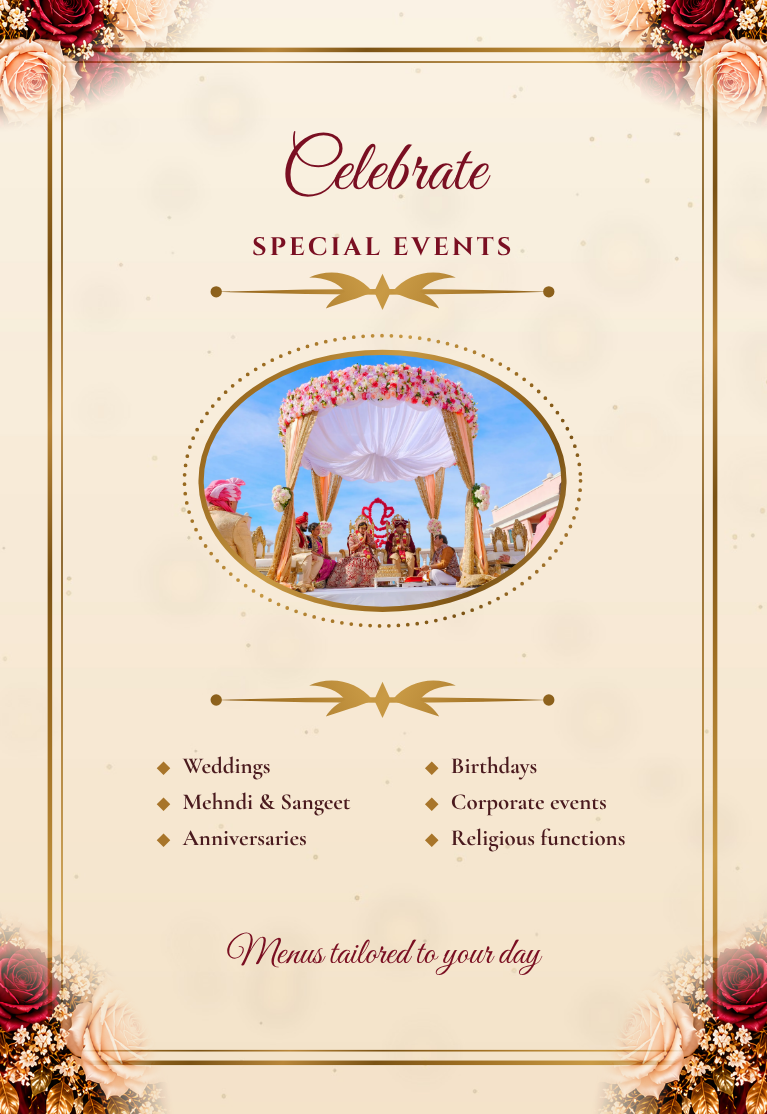 Celebrate
SPECIAL EVENTS
Weddings
Mehndi & Sangeet
Anniversaries
Birthdays
Corporate events
Religious functions
Menus tailored to your day